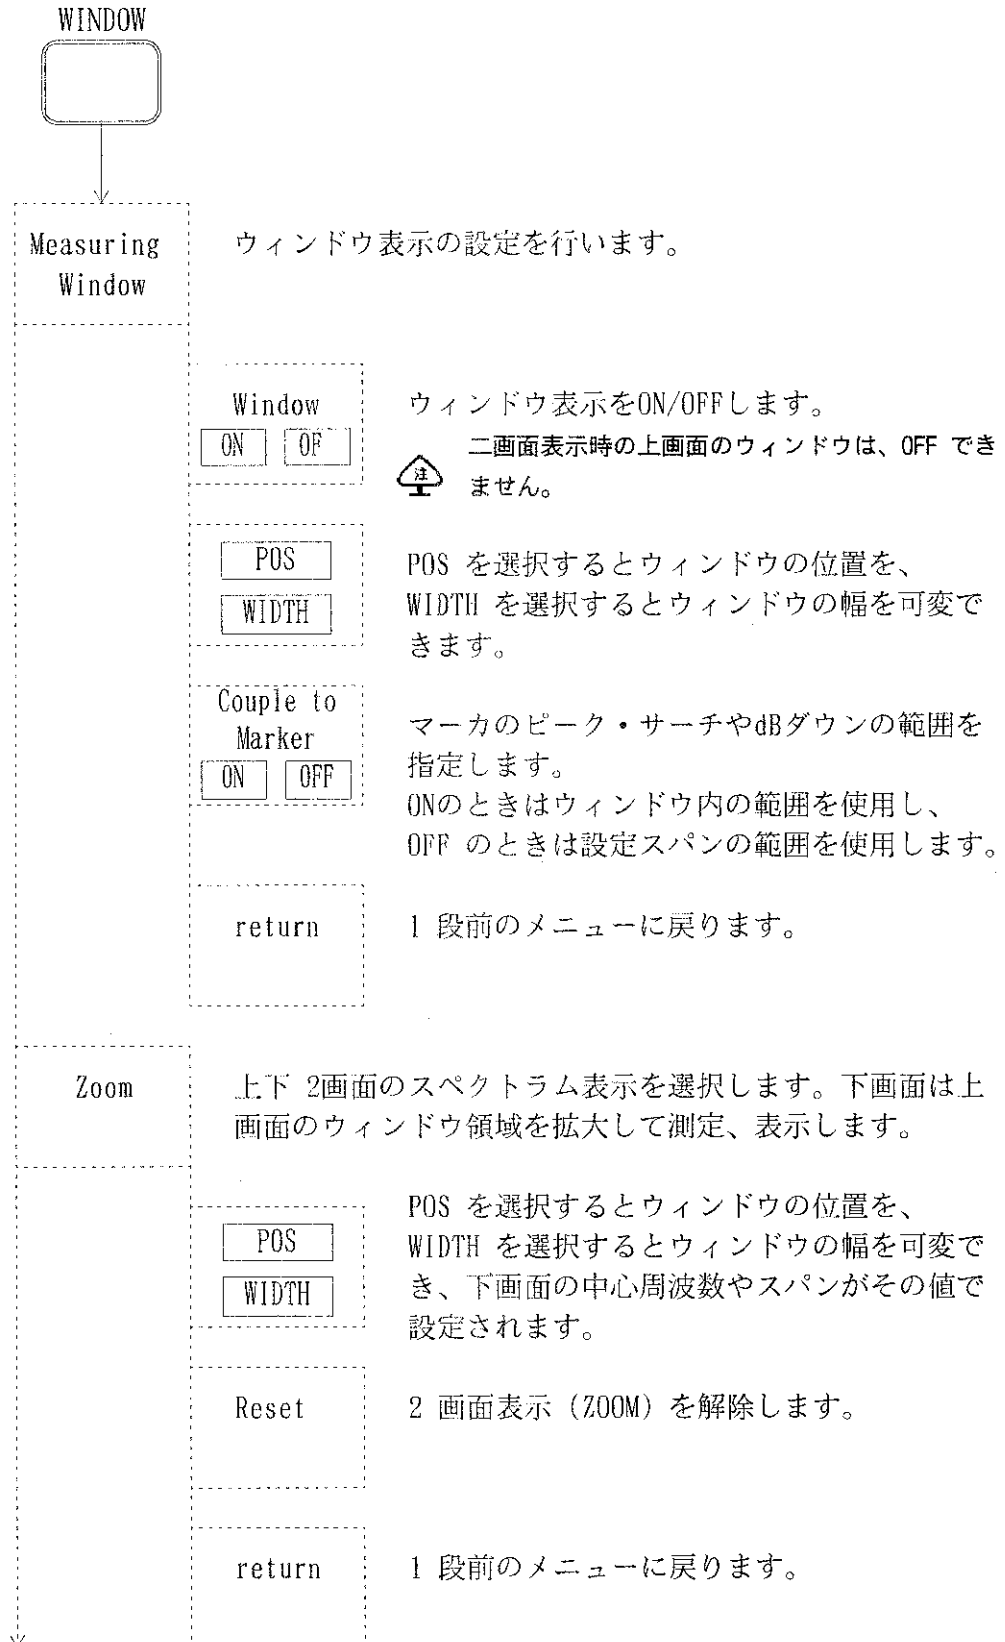 WINDOW
Measuring
Window
ウィンドウ表示の設定を行います。
Window
ON OF
ウィンドウ表示をON/OFFします。
注
二画面表示時の上画面のウィンドウは、OFF でき
ません。
POS
WIDTH
POS を選択するとウィンドウの位置を、
WIDTH を選択するとウィンドウの幅を可変で
きます。
Couple to
Marker
ON OFF
マーカのピーク・サーチやdBダウンの範囲を
指定します。
ONのときはウィンドウ内の範囲を使用し、
OFF のときは設定スパンの範囲を使用します。
return
1 段前のメニューに戻ります。
Zoom
上下 2画面のスペクトラム表示を選択します。下画面は上
画面のウィンドウ領域を拡大して測定、表示します。
POS
WIDTH
POS を選択するとウィンドウの位置を、
WIDTH を選択するとウィンドウの幅を可変で
き、下画面の中心周波数やスパンがその値で
設定されます。
Reset
2 画面表示（ZOOM）を解除します。
return
1 段前のメニューに戻ります。